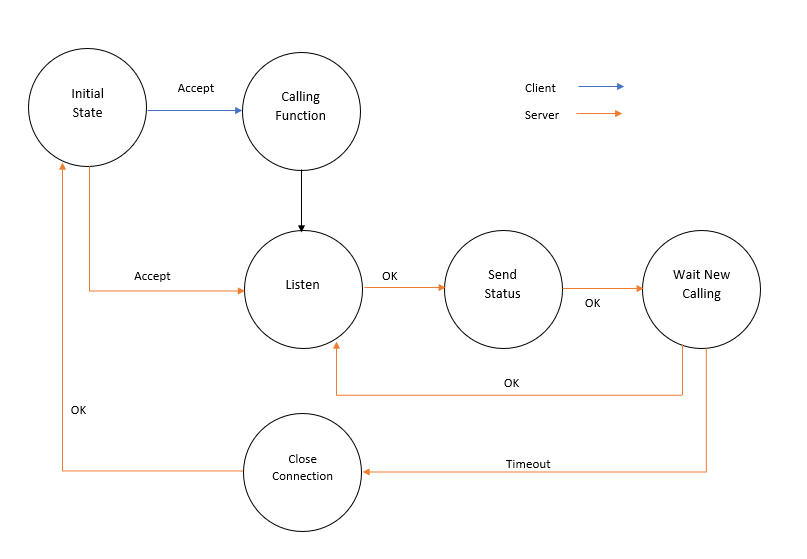 Initial
State
Accept
Calling
Function
Client
Server
Accept
Listen
OK
Send
Status
OK
Wait New
Calling
OK
OK
Close
Connection
Timeout